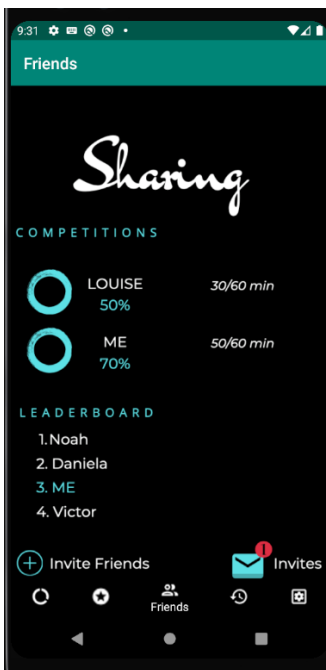 9:31
Friends
Sharing
COMPETITIONS
LOUISE 30/60 min
50%
ME 50/60 min
70%
LEADERBOARD
1.Noah
2. Daniela
3. ME
4. Victor
Invite Friends 1 Invites
Friends